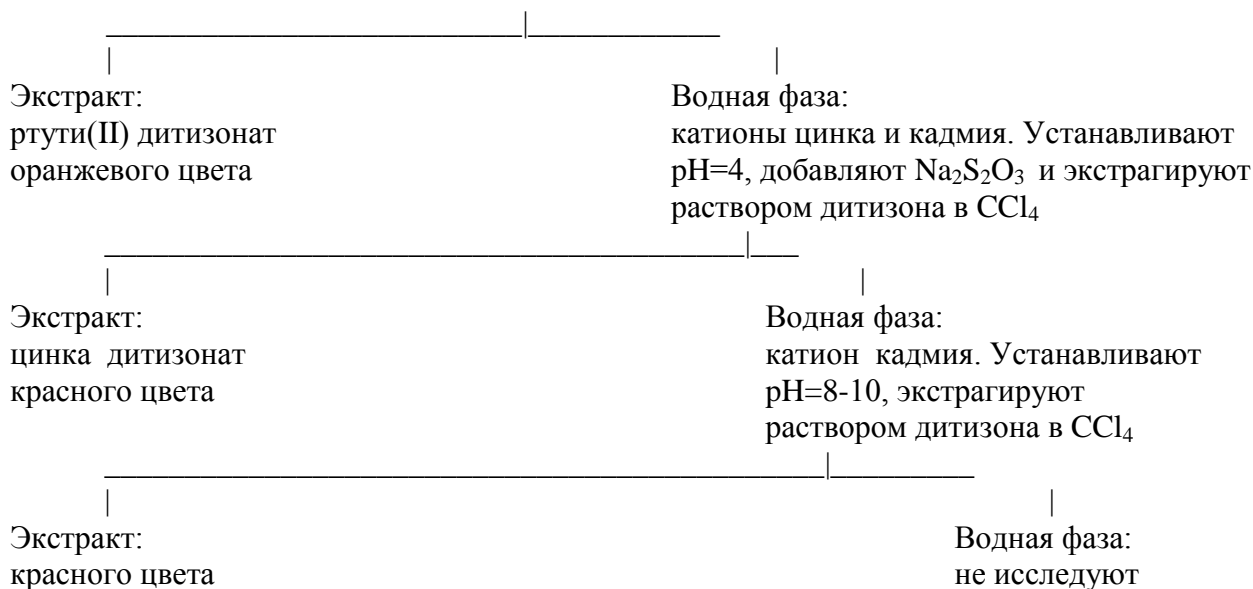 Экстракт: Водная фаза:
ртути(II) дитизонат катионы цинка и кадмия. Устанавливают
оранжевого цвета pH=4, добавляют Na₂S₂O₃ и экстрагируют
раствором дитизона в CCl₄
Экстракт: Водная фаза:
цинка дитизонат катион кадмия. Устанавливают
красного цвета pH=8-10, экстрагируют
раствором дитизона в CCl₄
Экстракт: Водная фаза:
красного цвета не исследуют